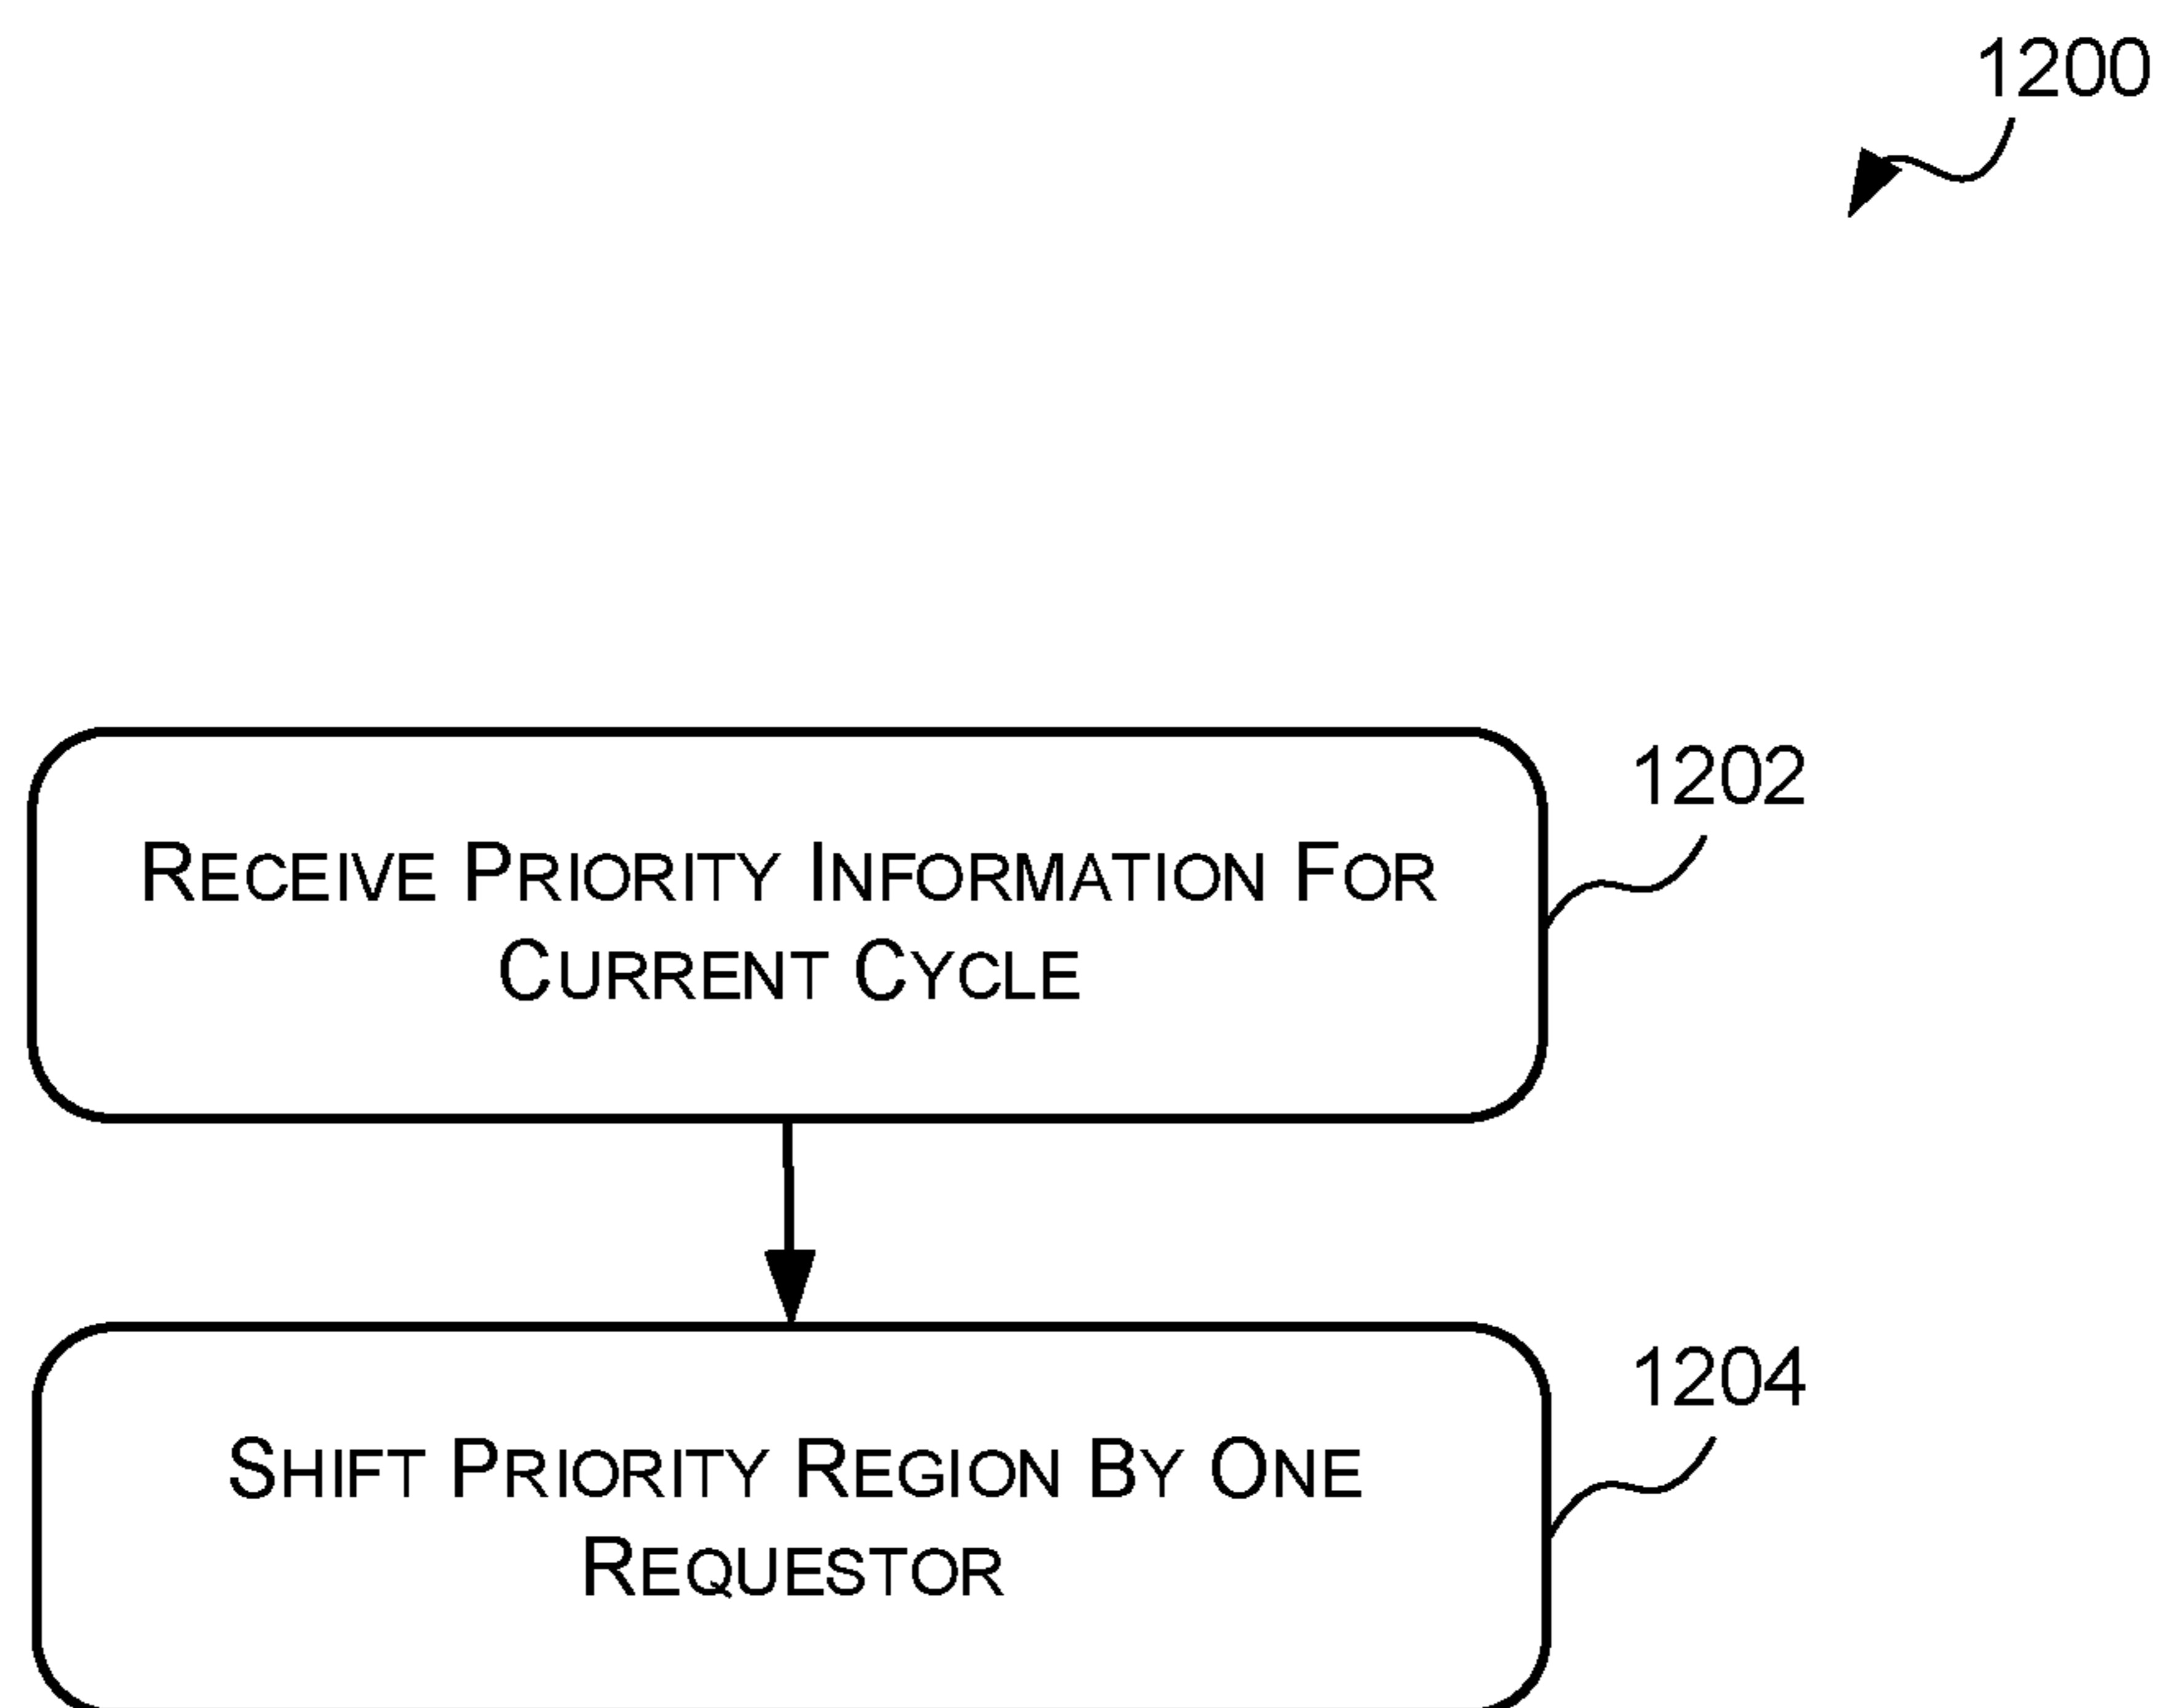 1200
1202
RECEIVE PRIORITY INFORMATION FOR
CURRENT CYCLE
1204
SHIFT PRIORITY REGION BY ONE
REQUESTOR